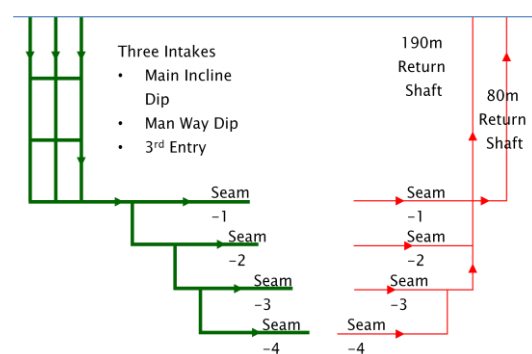 Three Intakes
• Main Incline
Dip
• Man Way Dip
• 3rd Entry
190m
Return
Shaft
80m
Return
Shaft
Seam
-1
Seam
-2
Seam
-3
Seam
-4
Seam
-1
Seam
-2
Seam
-3
Seam
-4